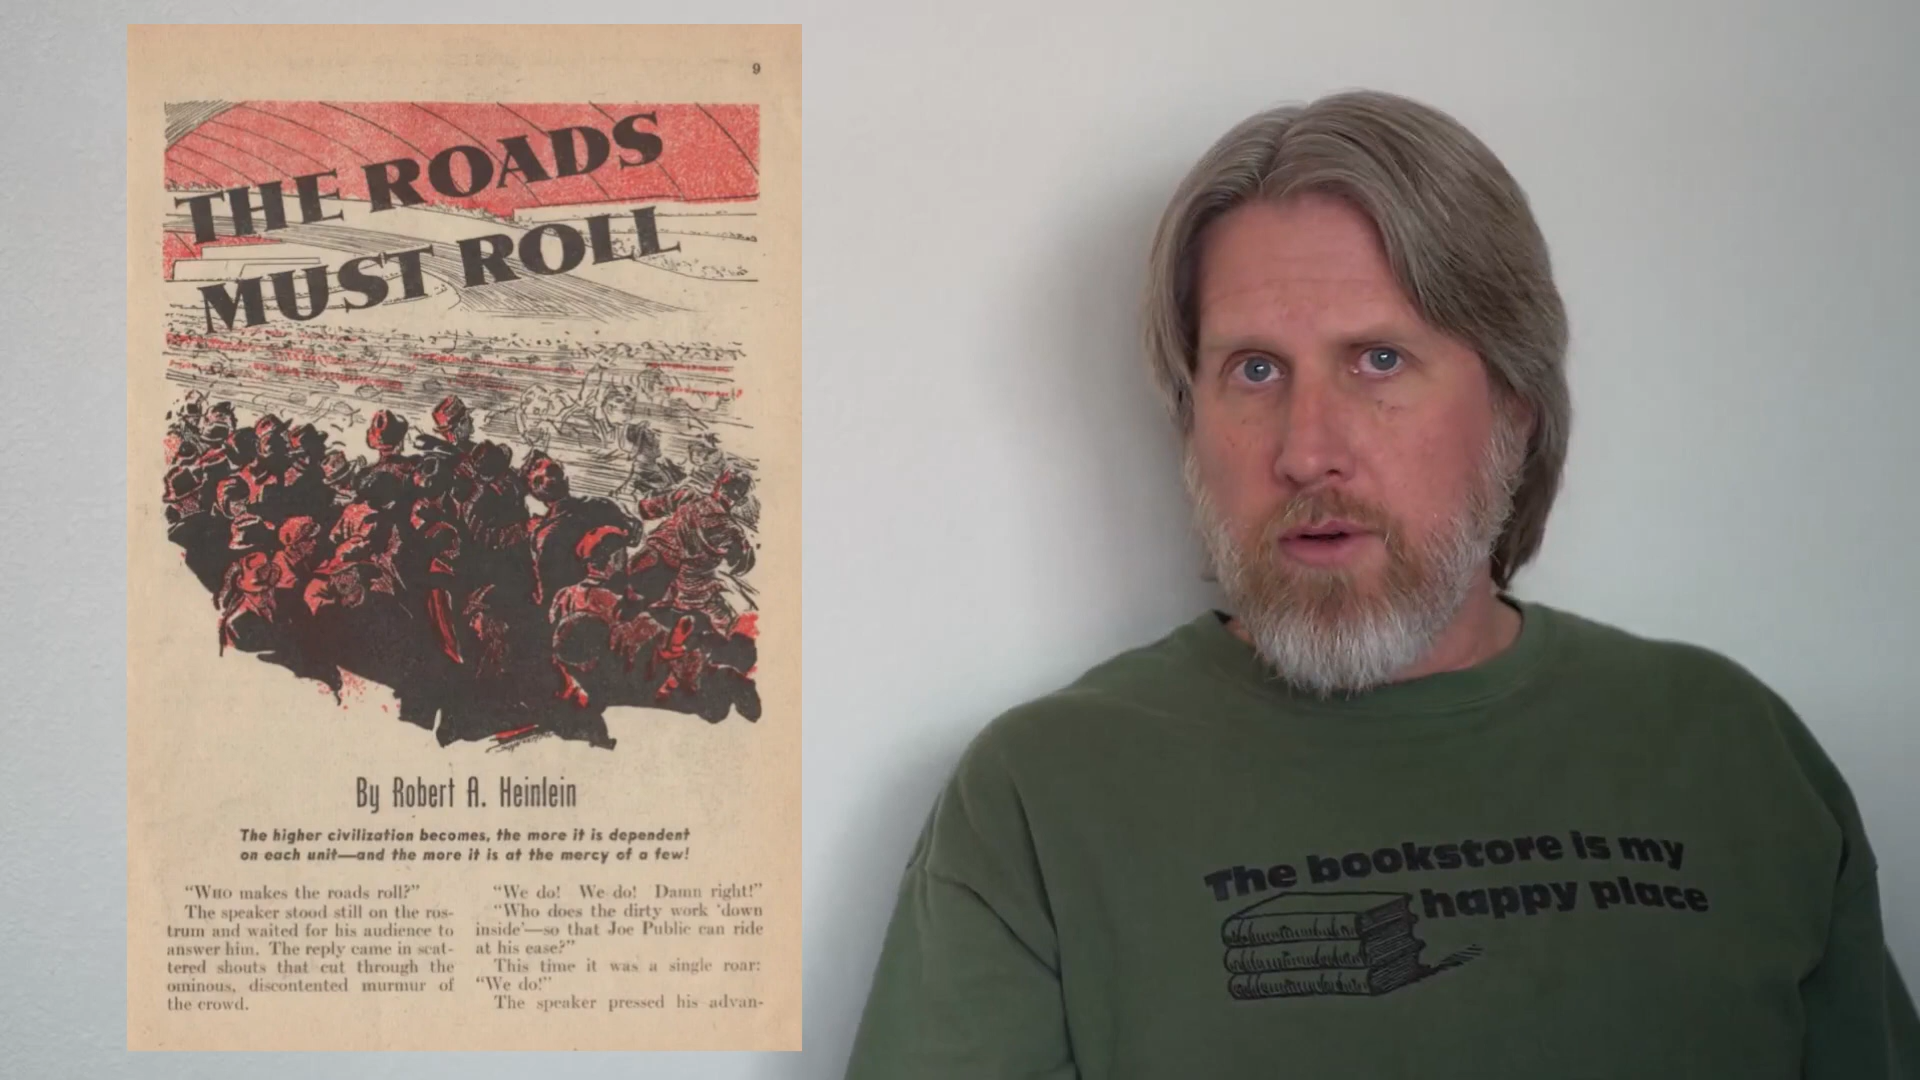 9
THE ROADS
MUST ROLL
By Robert A. Heinlein
The higher civilization becomes, the more it is dependent
on each unit—and the more it is at the mercy of a few!
"WHO makes the roads roll?"
The speaker stood still on the ros-
trum and waited for his audience to
answer him. The reply came in scat-
tered shouts that cut through the
ominous, discontented murmur of
the crowd.
"We do! We do! Damn right!"
"Who does the dirty work 'down
inside'—so that Joe Public can ride
at his ease?"
This time it was a single roar:
"We do!"
The speaker pressed his advan-
The bookstore is my
happy place